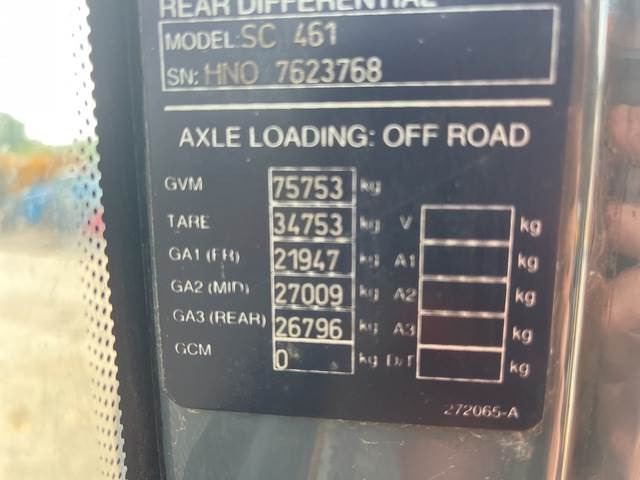 REAR DIFFERENTIAL
MODEL: SC 461
SN: HNO 7623768
AXLE LOADING: OFF ROAD
GVM 75753 kg
TARE 34753 kg V kg
GA1 (FR) 21947 kg A1 kg
GA2 (MID) 27009 kg A2 kg
GA3 (REAR) 26796 kg A3 kg
GCM 0 kg D/T kg
272065-A